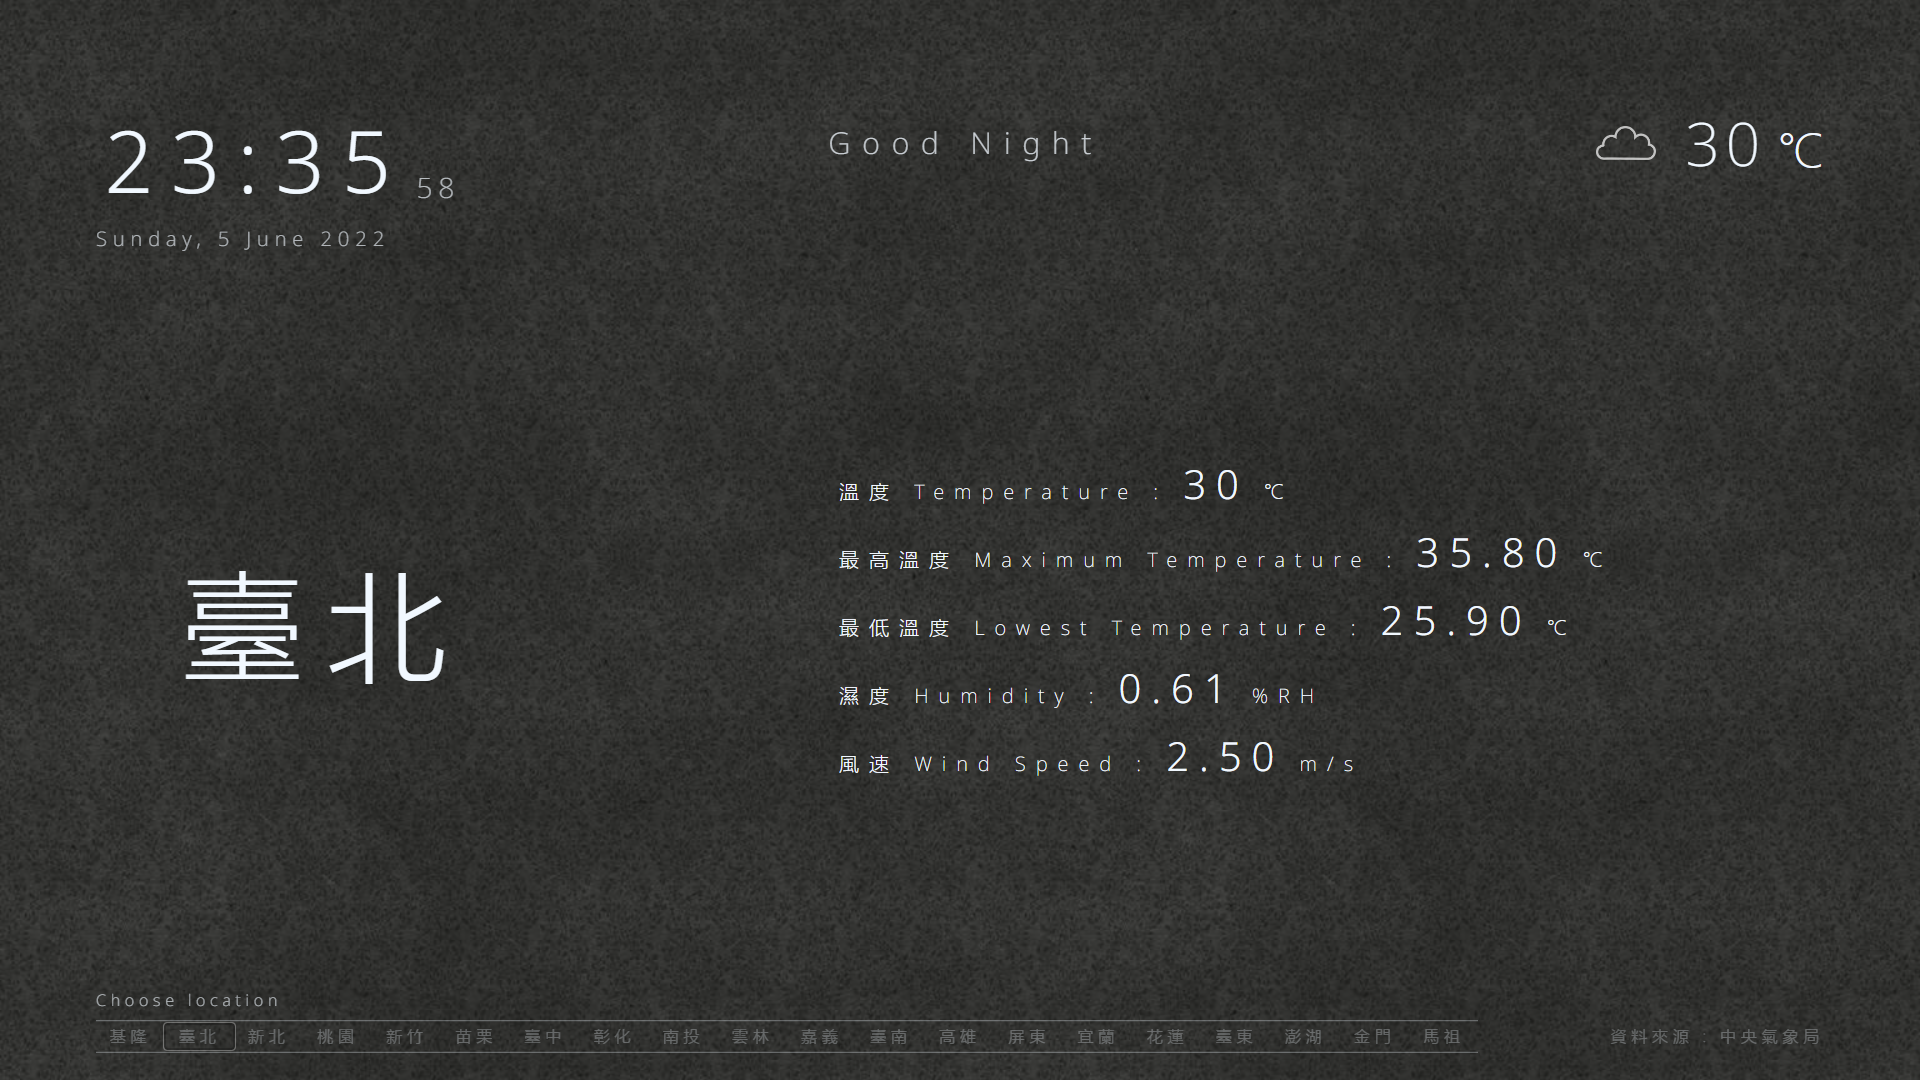 23:35 58
Sunday, 5 June 2022
Good Night
30 ℃
臺北
溫度 Temperature : 30 ℃
最高溫度 Maximum Temperature : 35.80 ℃
最低溫度 Lowest Temperature : 25.90 ℃
濕度 Humidity : 0.61 %RH
風速 Wind Speed : 2.50 m/s
Choose location
基隆 臺北 新北 桃園 新竹 苗栗 臺中 彰化 南投 雲林 嘉義 臺南 高雄 屏東 宜蘭 花蓮 臺東 澎湖 金門 馬祖
資料來源 : 中央氣象局